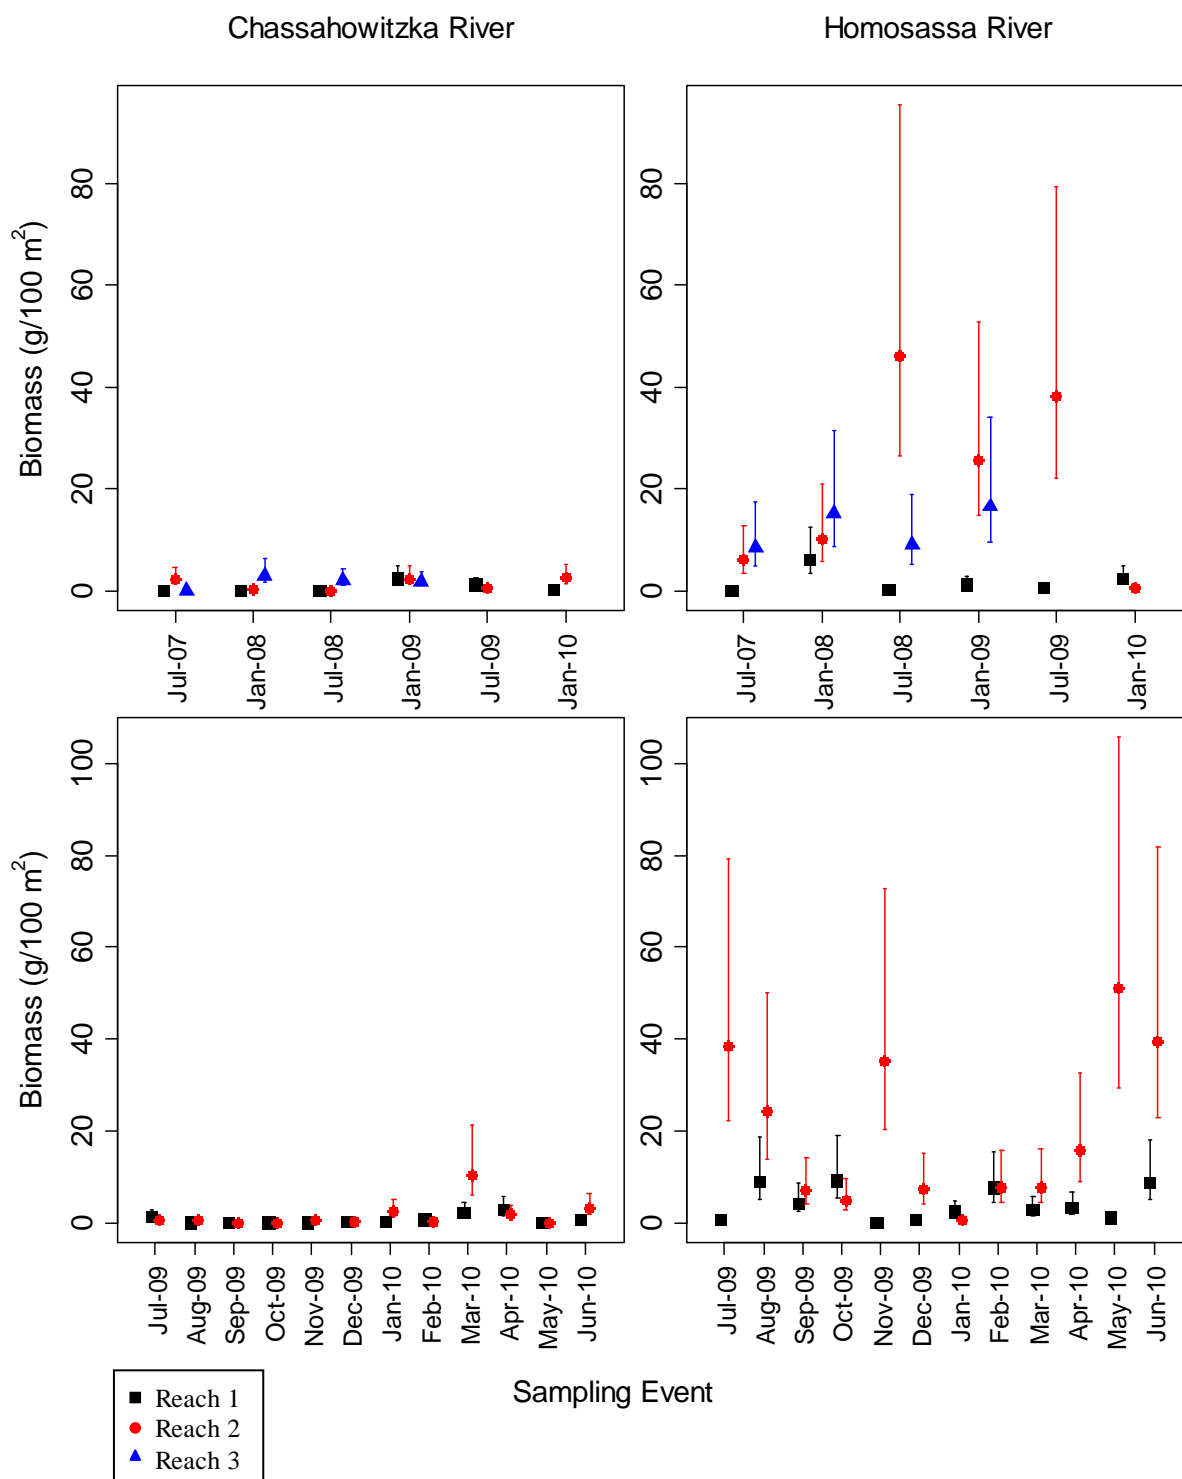 Chassahowitzka River
Homosassa River
Biomass (g/100 m²)
80
60
40
20
0
Jul-07
Jan-08
Jul-08
Jan-09
Jul-09
Jan-10
80
60
40
20
0
Jul-07
Jan-08
Jul-08
Jan-09
Jul-09
Jan-10
Biomass (g/100 m²)
100
80
60
40
20
0
Jul-09
Aug-09
Sep-09
Oct-09
Nov-09
Dec-09
Jan-10
Feb-10
Mar-10
Apr-10
May-10
Jun-10
100
80
60
40
20
0
Jul-09
Aug-09
Sep-09
Oct-09
Nov-09
Dec-09
Jan-10
Feb-10
Mar-10
Apr-10
May-10
Jun-10
Sampling Event
Reach 1
Reach 2
Reach 3